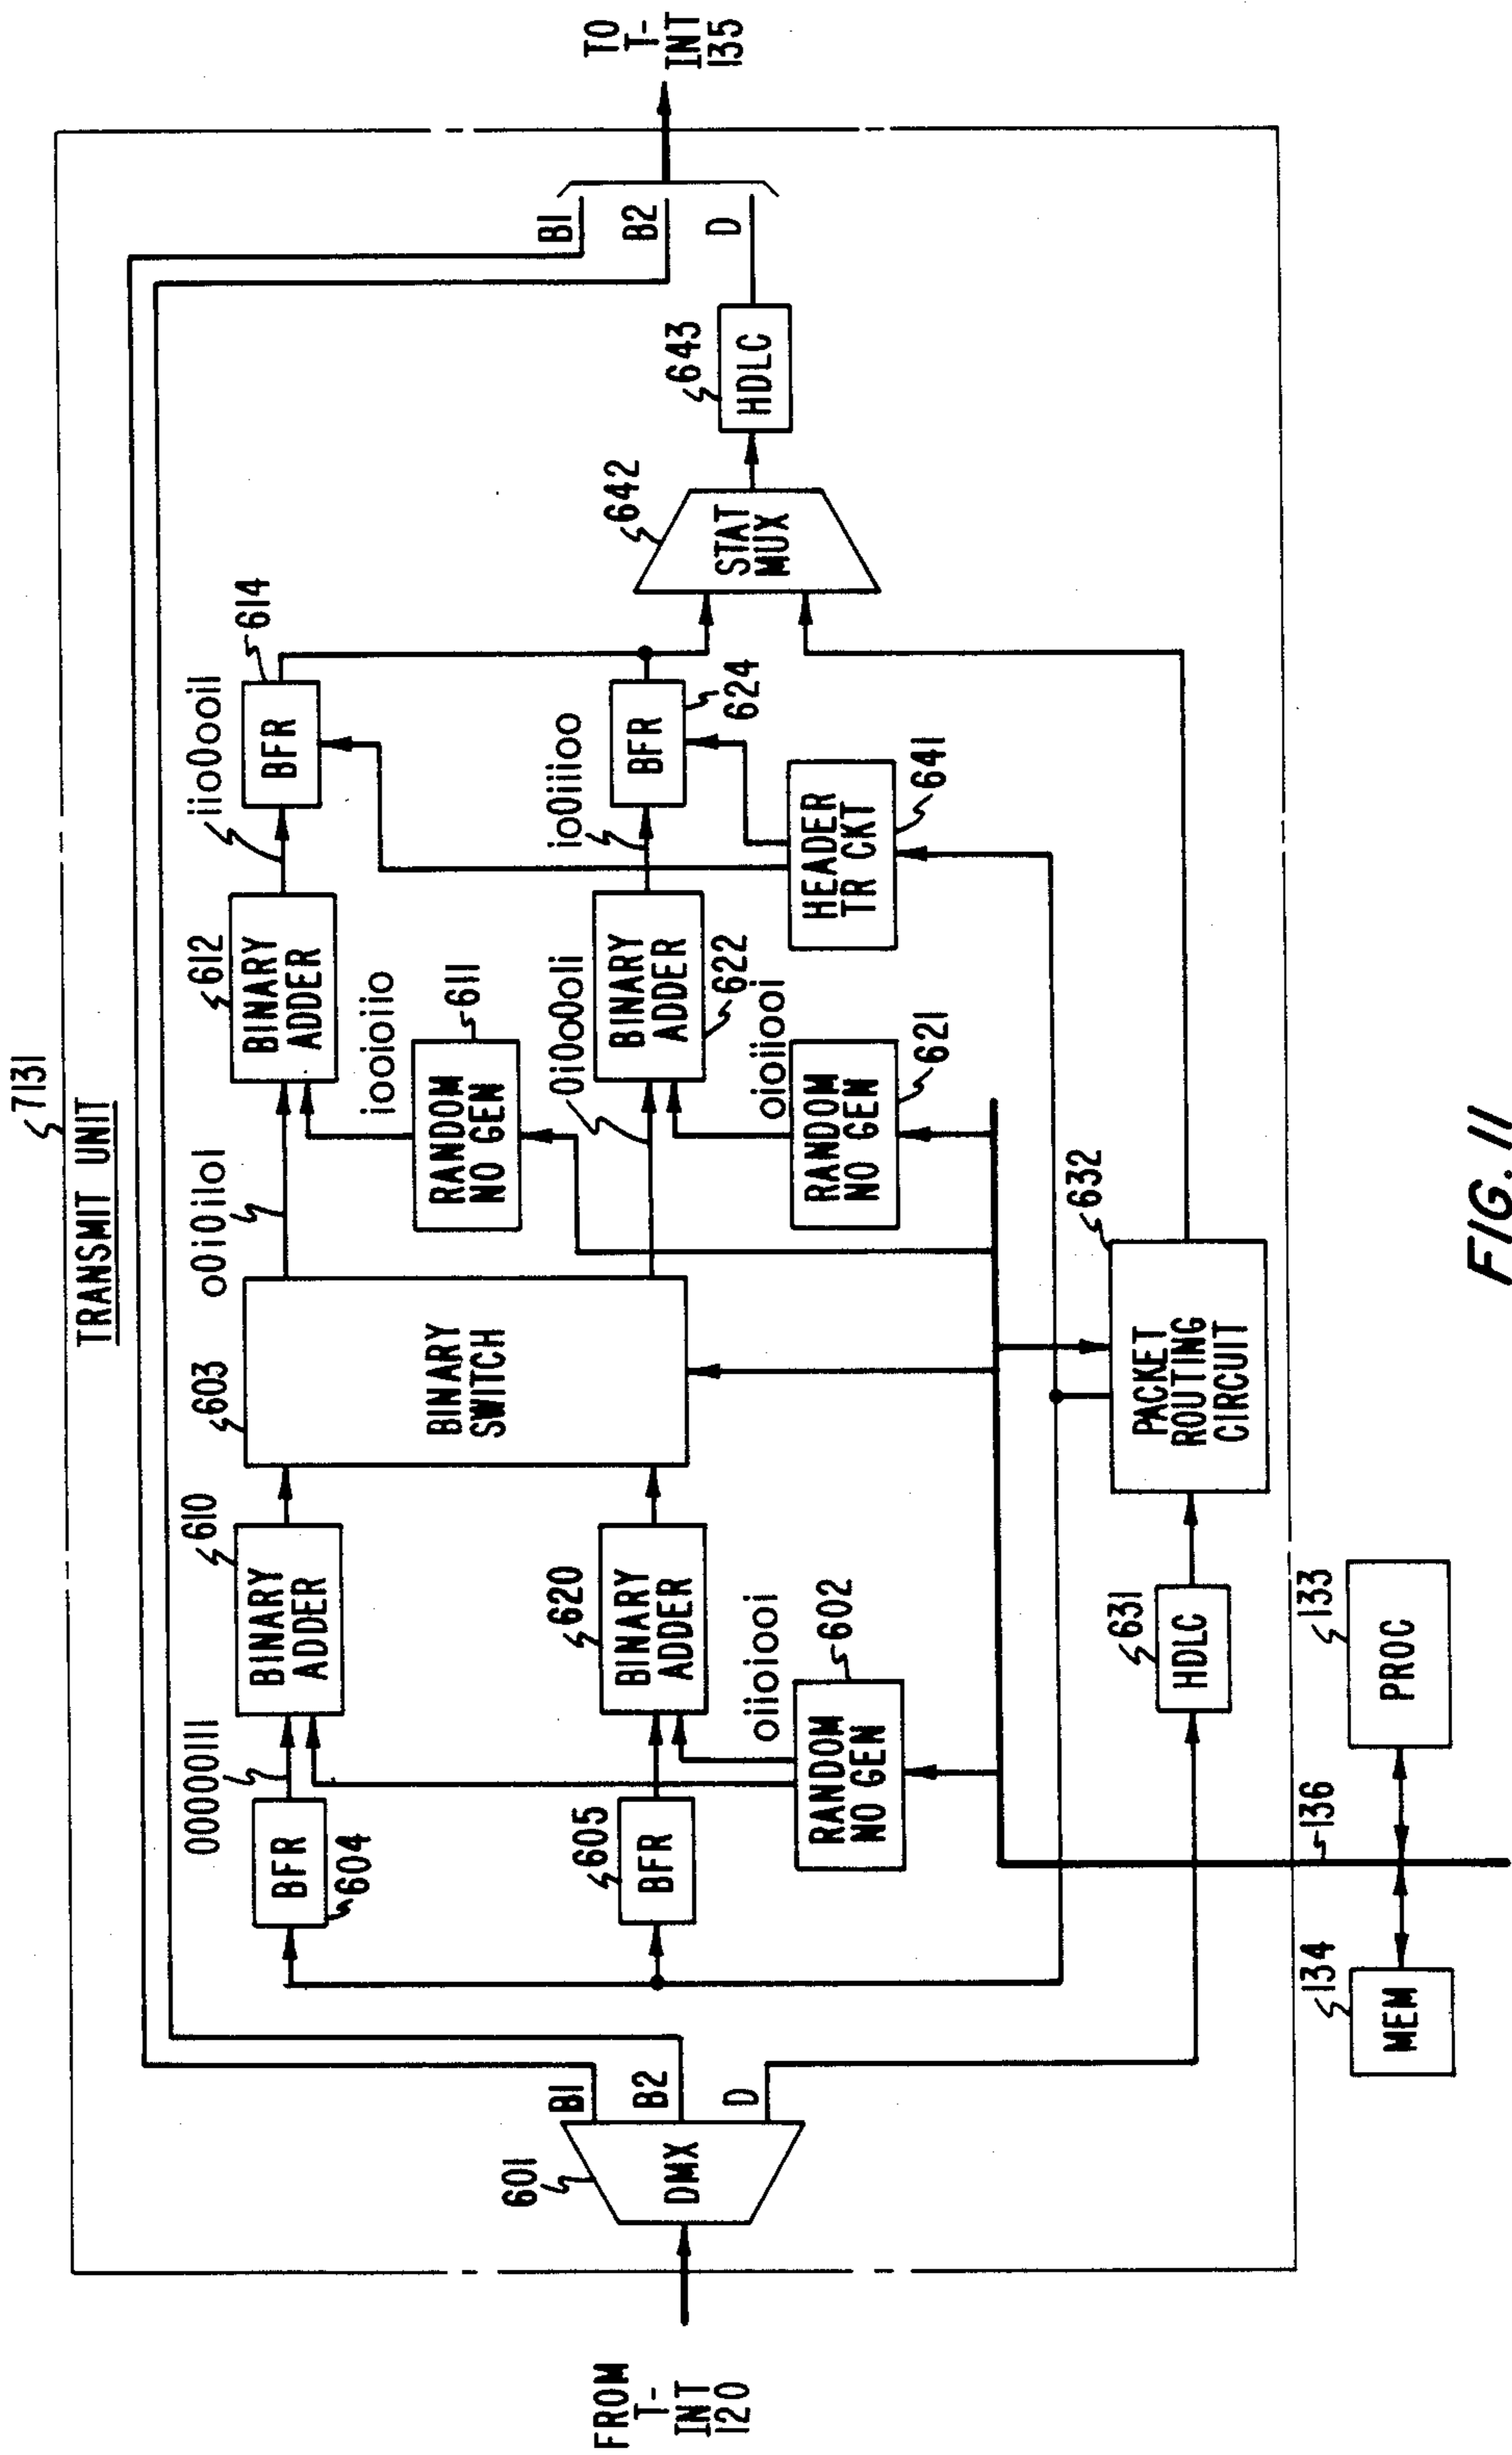 7131
TRANSMIT UNIT
FROM
T-
INT
120
601
DMX
B1
B2
D
BFR
604
00000111
605
BFR
610
BINARY
ADDER
620
BINARY
ADDER
oiioiooi
RANDOM
NO GEN
602
603
BINARY
SWITCH
612
BINARY
ADDER
iooioiio
RANDOM
NO GEN
611
BINARY
ADDER
622
oioiiooi
RANDOM
NO GEN
621
BFR
614
io0iiioo
BFR
624
HEADER
TR CKT
641
642
STAT
MUX
643
HDLC
B1
B2
D
TO
T-
INT
135
631
HDLC
632
PACKET
ROUTING
CIRCUIT
134
MEM
136
133
PROC
FIG. 11